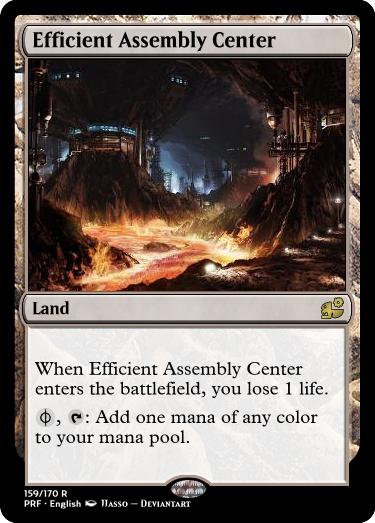 Efficient Assembly Center
Land
When Efficient Assembly Center
enters the battlefield, you lose 1 life.
, : Add one mana of any color
to your mana pool.
159/170 R
PRF • English Hasso – Deviantart